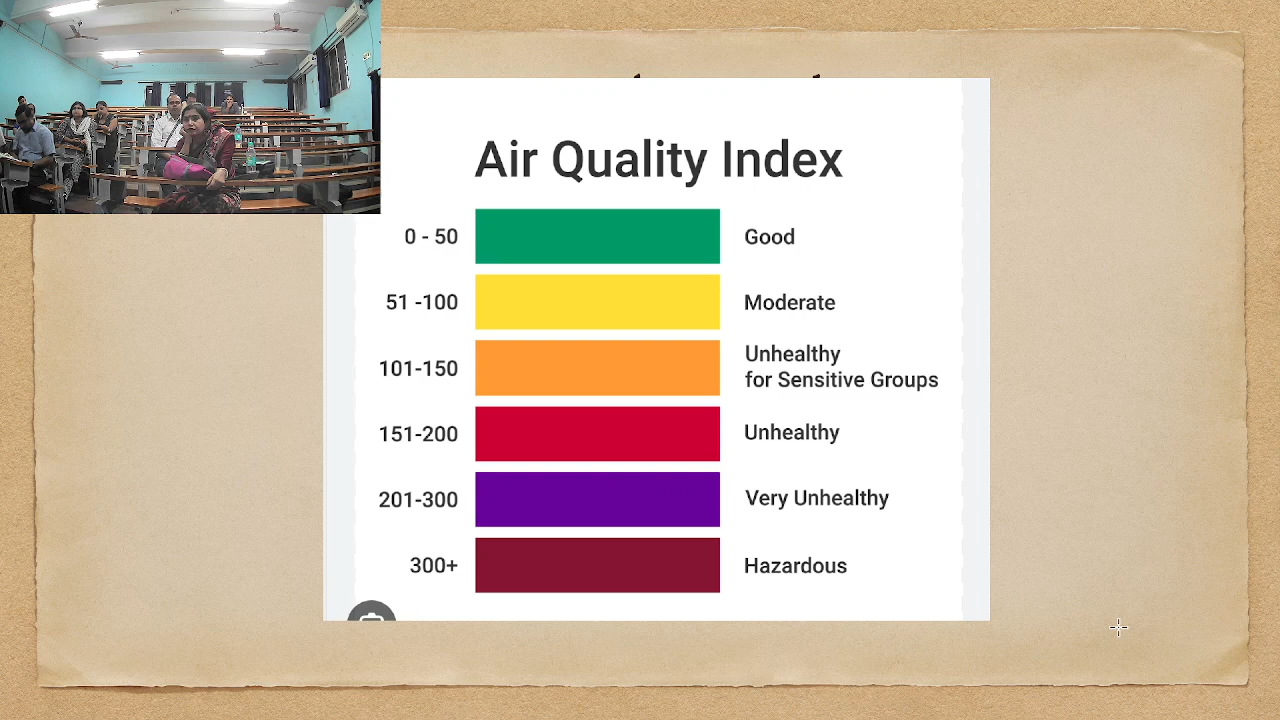 Air Quality Index
0 - 50 Good
51 -100 Moderate
101-150 Unhealthy
for Sensitive Groups
151-200 Unhealthy
201-300 Very Unhealthy
300+ Hazardous